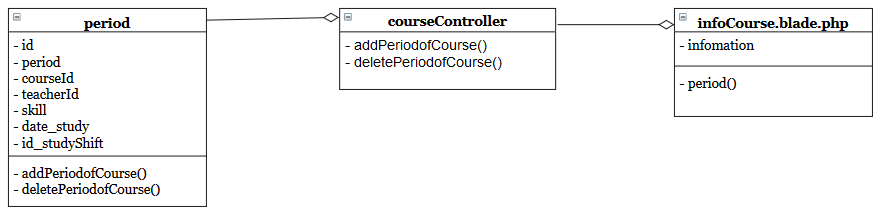 period
- id
- period
- courseId
- teacherId
- skill
- date_study
- id_studyShift
- addPeriodofCourse()
- deletePeriodofCourse()
courseController
- addPeriodofCourse()
- deletePeriodofCourse()
infoCourse.blade.php
- infomation
- period()